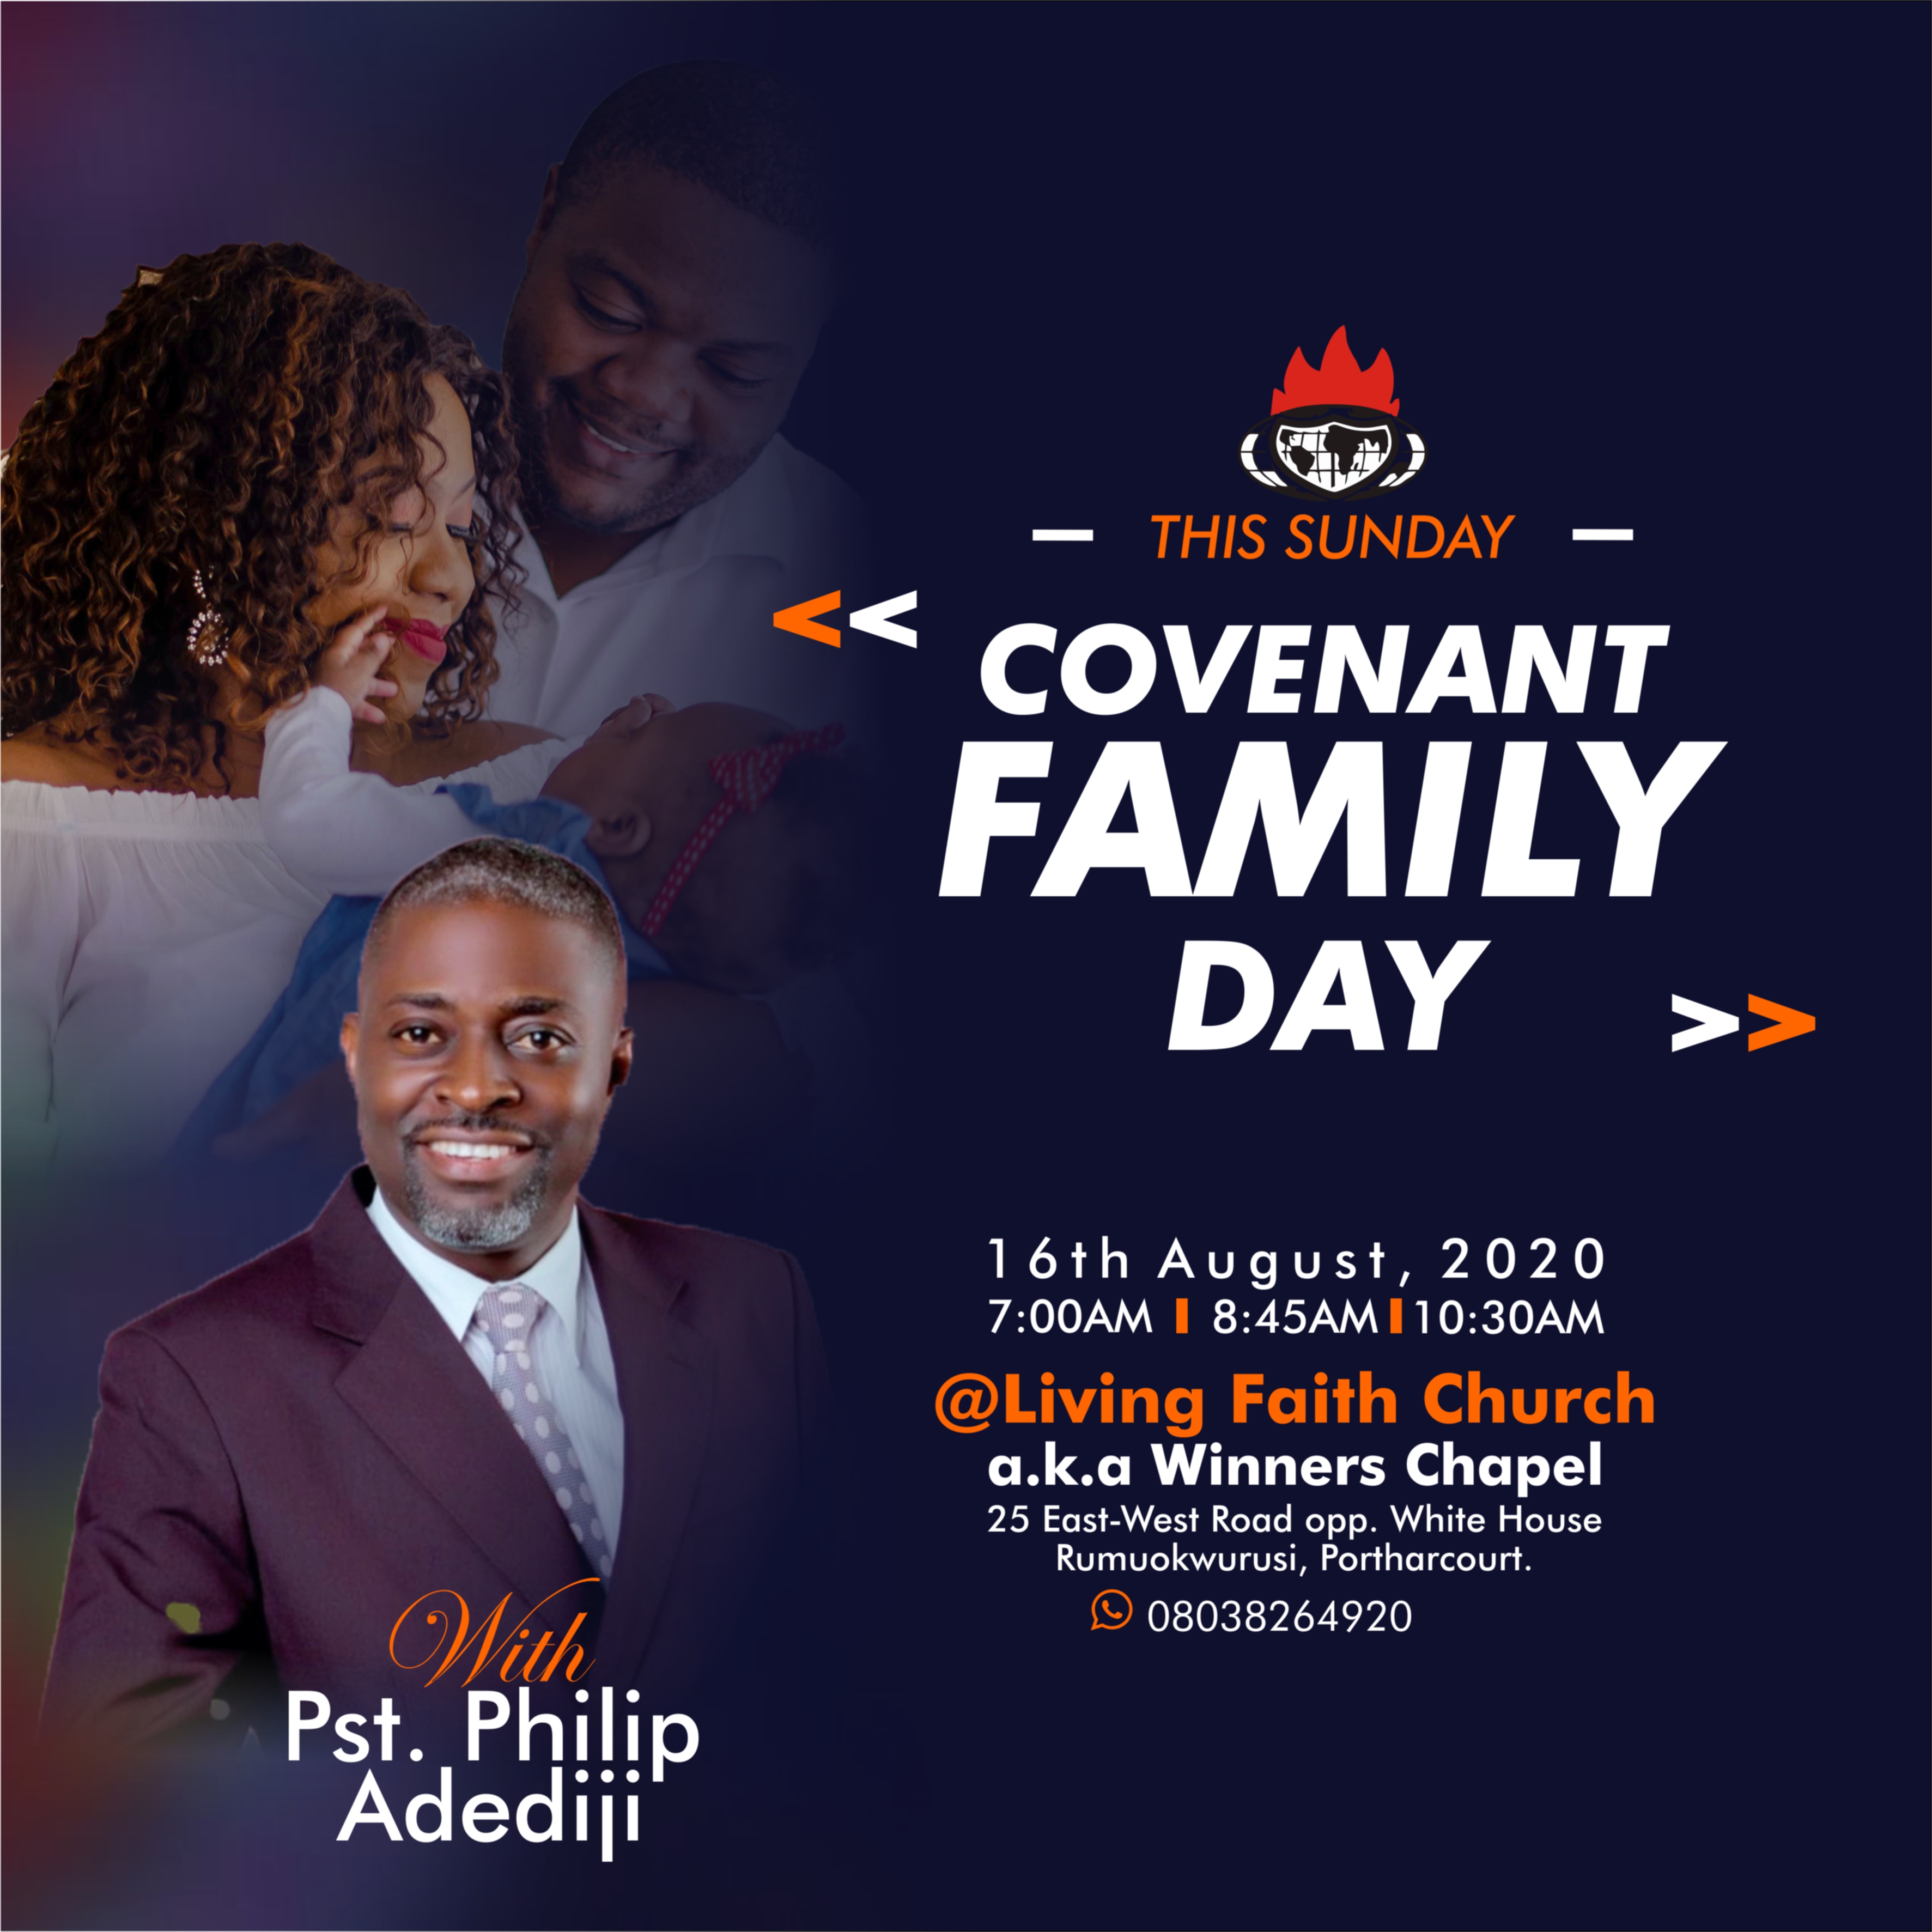 THIS SUNDAY
<<
COVENANT
FAMILY
DAY
>>
16th August, 2020
7:00AM | 8:45AM | 10:30AM
@Living Faith Church
a.k.a Winners Chapel
25 East-West Road opp. White House
Rumuokwurusi, Portharcourt.
08038264920
With
Pst. Philip
Adediji